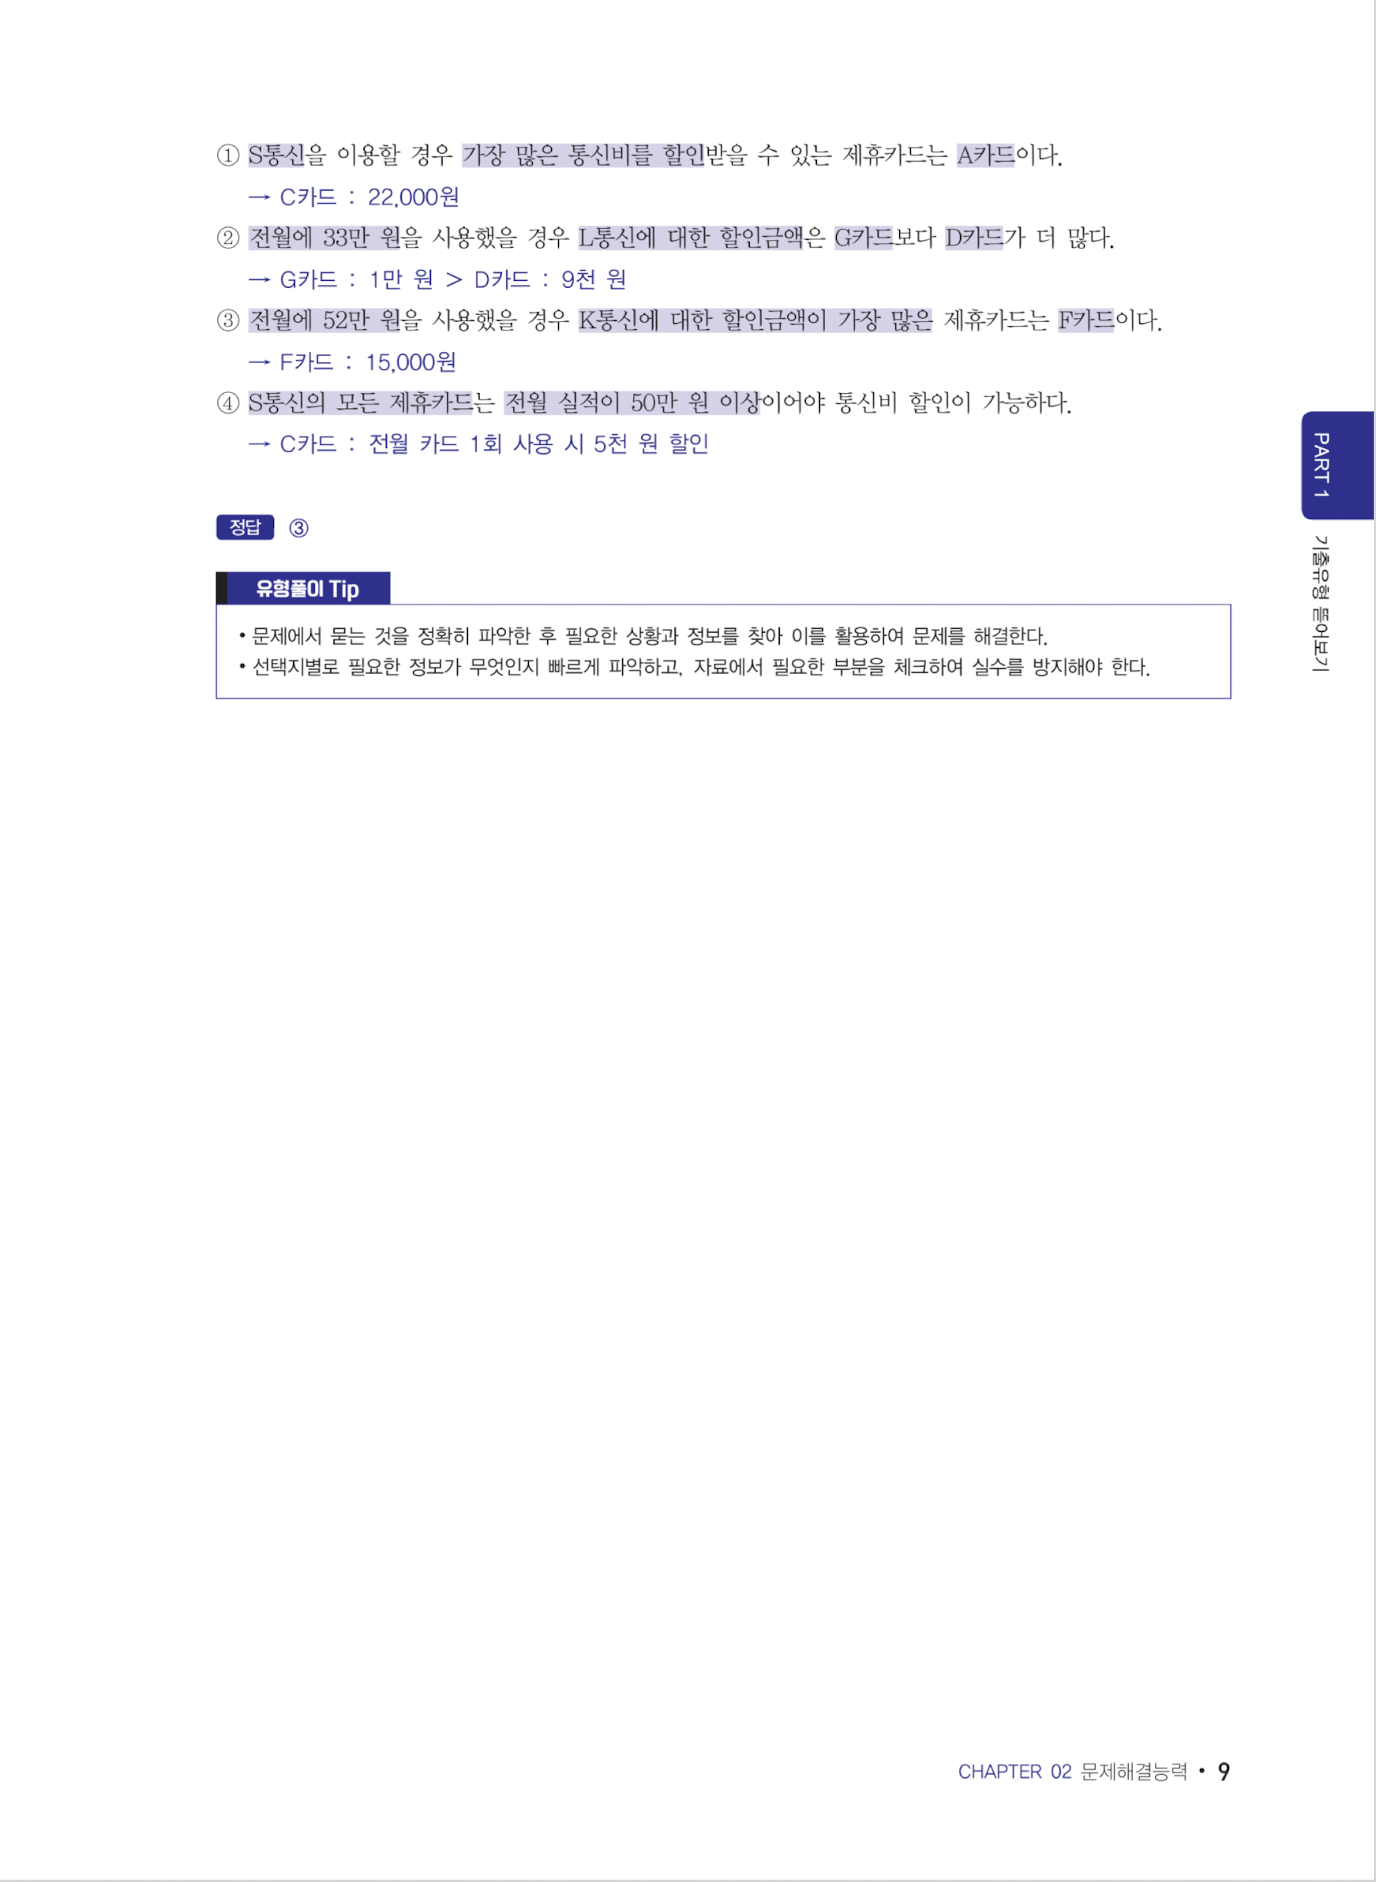 ① S통신을 이용할 경우 가장 많은 통신비를 할인받을 수 있는 제휴카드는 A카드이다.
→ C카드 : 22,000원
② 전월에 33만 원을 사용했을 경우 L통신에 대한 할인금액은 G카드보다 D카드가 더 많다.
→ G카드 : 1만 원 > D카드 : 9천 원
③ 전월에 52만 원을 사용했을 경우 K통신에 대한 할인금액이 가장 많은 제휴카드는 F카드이다.
→ F카드 : 15,000원
④ S통신의 모든 제휴카드는 전월 실적이 50만 원 이상이어야 통신비 할인이 가능하다.
→ C카드 : 전월 카드 1회 사용 시 5천 원 할인
정답 ③
유형풀이 Tip
• 문제에서 묻는 것을 정확히 파악한 후 필요한 상황과 정보를 찾아 이를 활용하여 문제를 해결한다.
• 선택지별로 필요한 정보가 무엇인지 빠르게 파악하고, 자료에서 필요한 부분을 체크하여 실수를 방지해야 한다.
PART 1
기출유형 뜯어보기
CHAPTER 02 문제해결능력 • 9